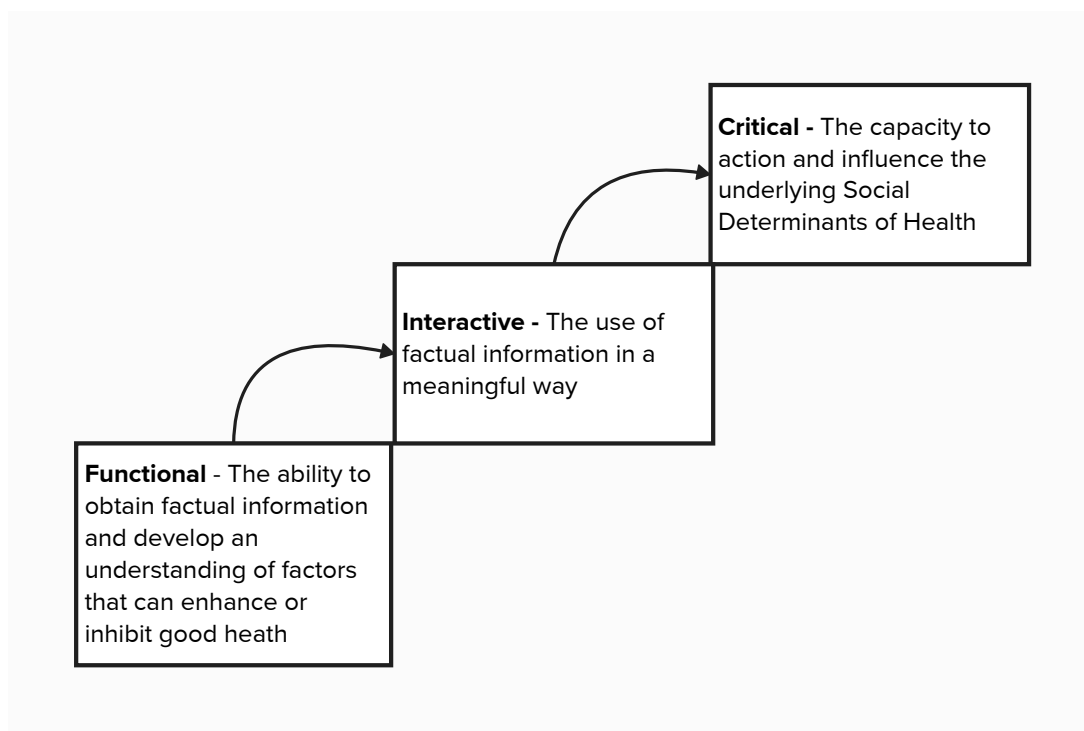 Critical - The capacity to
action and influence the
underlying Social
Determinants of Health
Interactive - The use of
factual information in a
meaningful way
Functional - The ability to
obtain factual information
and develop an
understanding of factors
that can enhance or
inhibit good heath